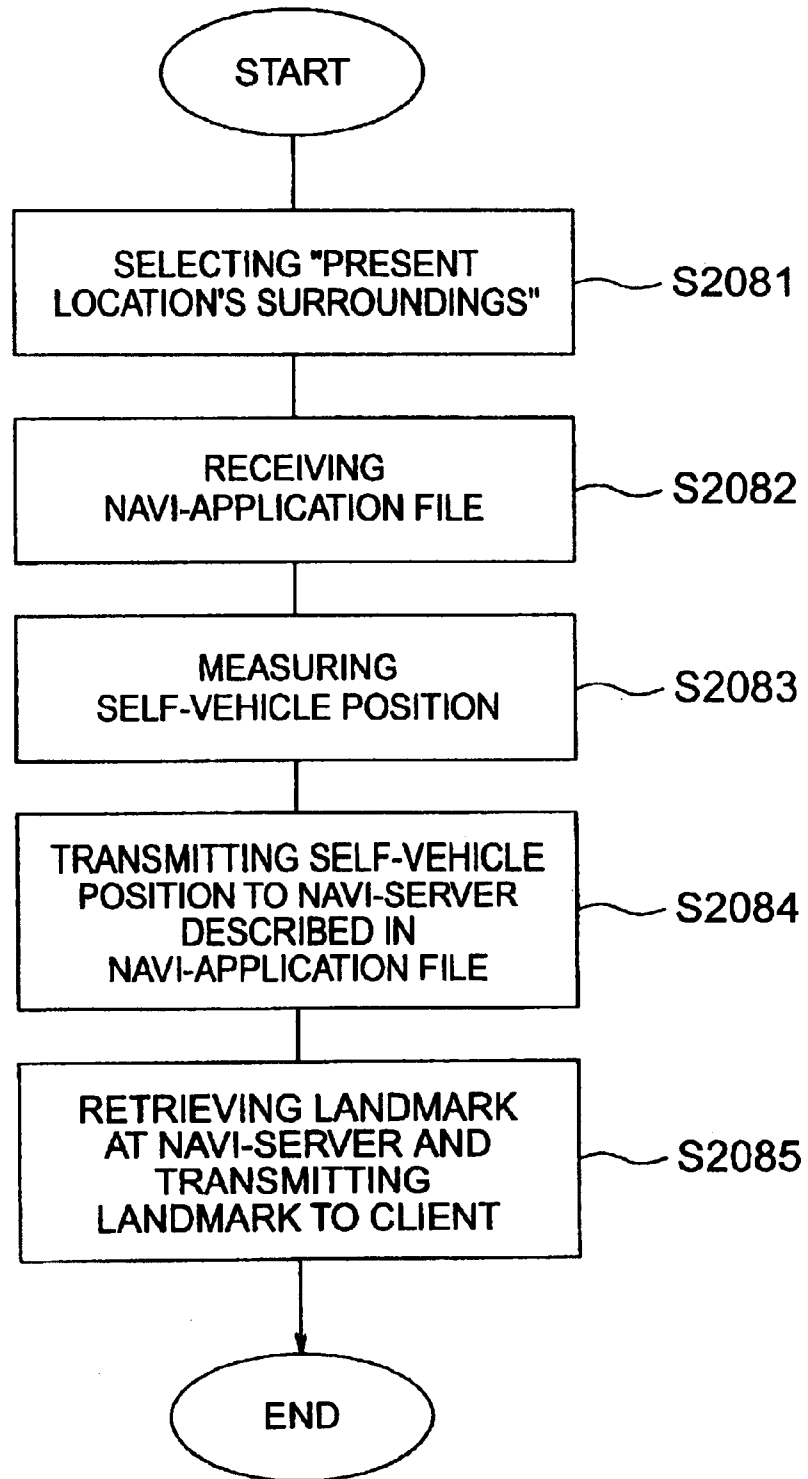 START
SELECTING "PRESENT
LOCATION'S SURROUNDINGS"
S2081
RECEIVING
NAVI-APPLICATION FILE
S2082
MEASURING
SELF-VEHICLE POSITION
S2083
TRANSMITTING SELF-VEHICLE
POSITION TO NAVI-SERVER
DESCRIBED IN
NAVI-APPLICATION FILE
S2084
RETRIEVING LANDMARK
AT NAVI-SERVER AND
TRANSMITTING
LANDMARK TO CLIENT
S2085
END